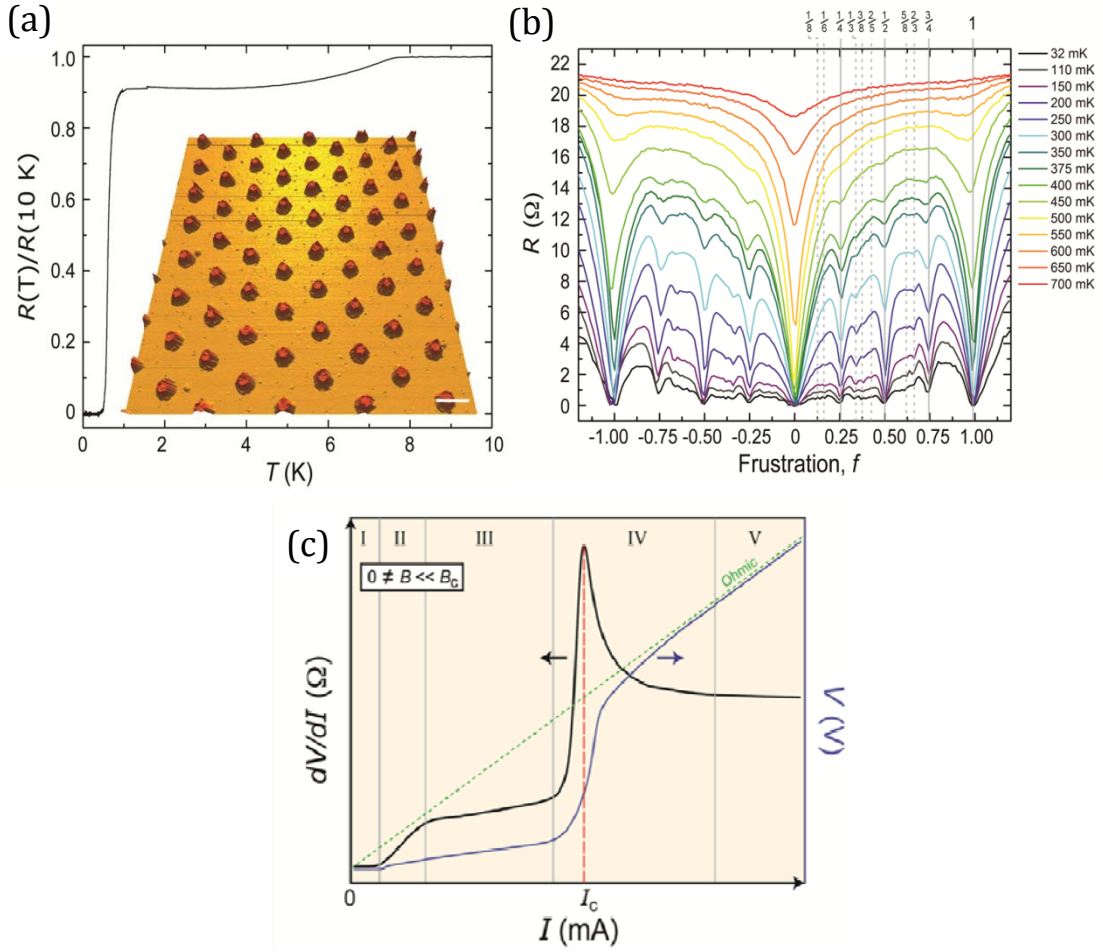 (a)
1.0
0.8
0.6
0.4
0.2
0
R(T)/R(10 K)
0 2 4 6 8 10
T (K)
(b)
1/8 1/6 1/4 1/3 3/8 2/5 1/2 5/8 2/3 3/4 1
22
20
18
16
14
12
10
8
6
4
2
0
R (Ω)
-1.00 -0.75 -0.50 -0.25 0 0.25 0.50 0.75 1.00
Frustration, f
32 mK
110 mK
150 mK
200 mK
250 mK
300 mK
350 mK
375 mK
400 mK
450 mK
500 mK
550 mK
600 mK
650 mK
700 mK
(c)
I II III IV V
0 ≠ B << B_C
Ohmic
dV/dI (Ω)
V (V)
0 I_C
I (mA)